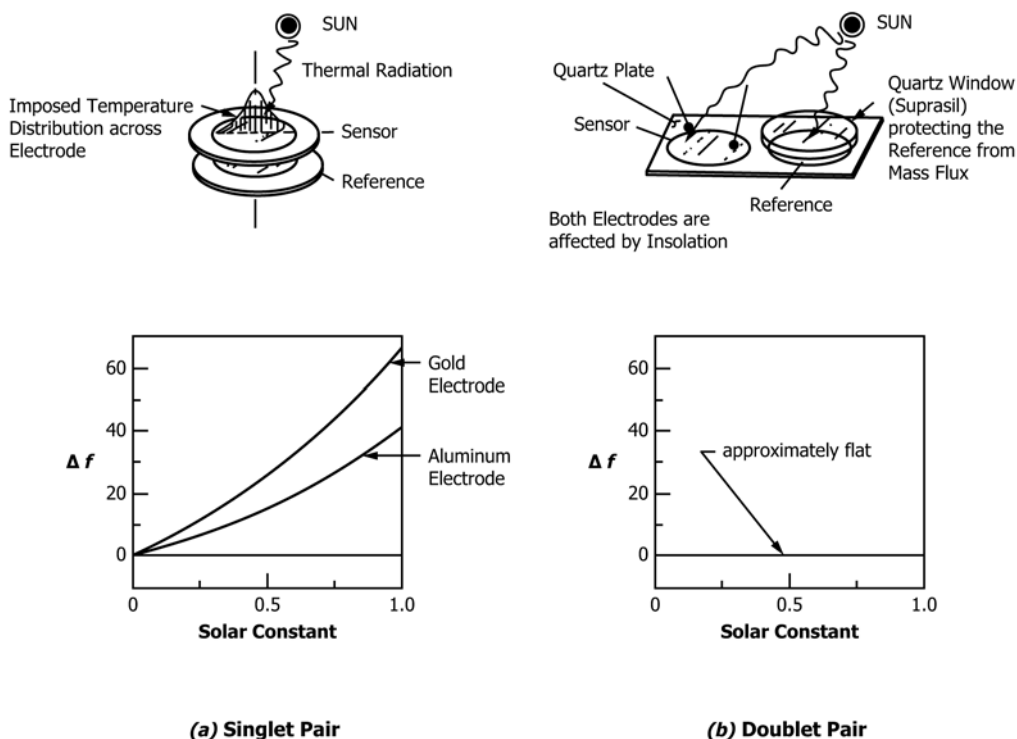 SUN
Thermal Radiation
Imposed Temperature
Distribution across
Electrode
Sensor
Reference
SUN
Quartz Plate
Sensor
Quartz Window
(Suprasil)
protecting the
Reference from
Mass Flux
Reference
Both Electrodes are
affected by Insolation
60
40
20
0
Δ f
Gold
Electrode
Aluminum
Electrode
0
0.5
1.0
Solar Constant
60
40
20
0
Δ f
approximately flat
0
0.5
1.0
Solar Constant
(a) Singlet Pair
(b) Doublet Pair